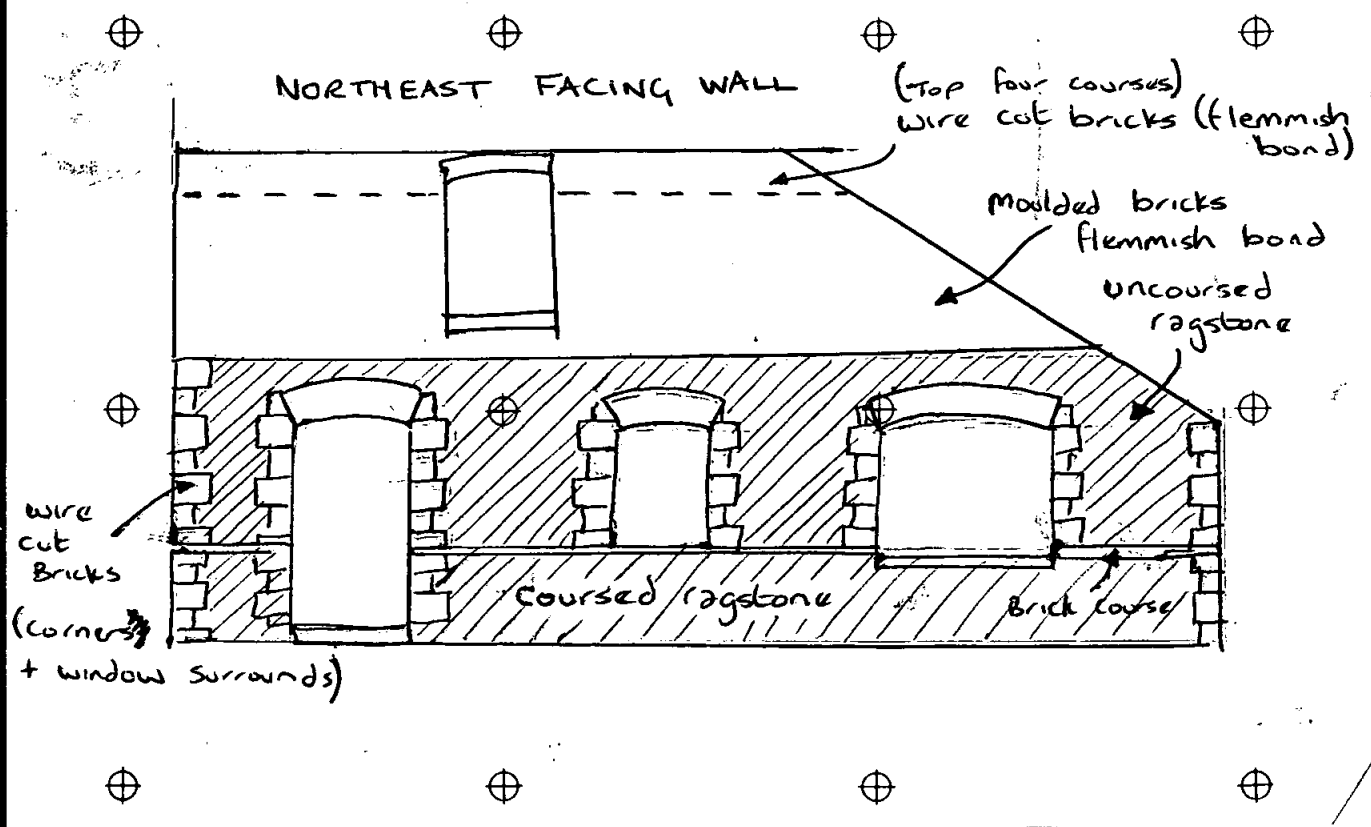 NORTHEAST FACING WALL
(Top four courses)
wire cut bricks (flemmish
bond)
Moulded bricks
flemmish bond
uncoursed
ragstone
wire
cut
Bricks
(corners
+ window surrounds)
coursed ragstone
Brick course